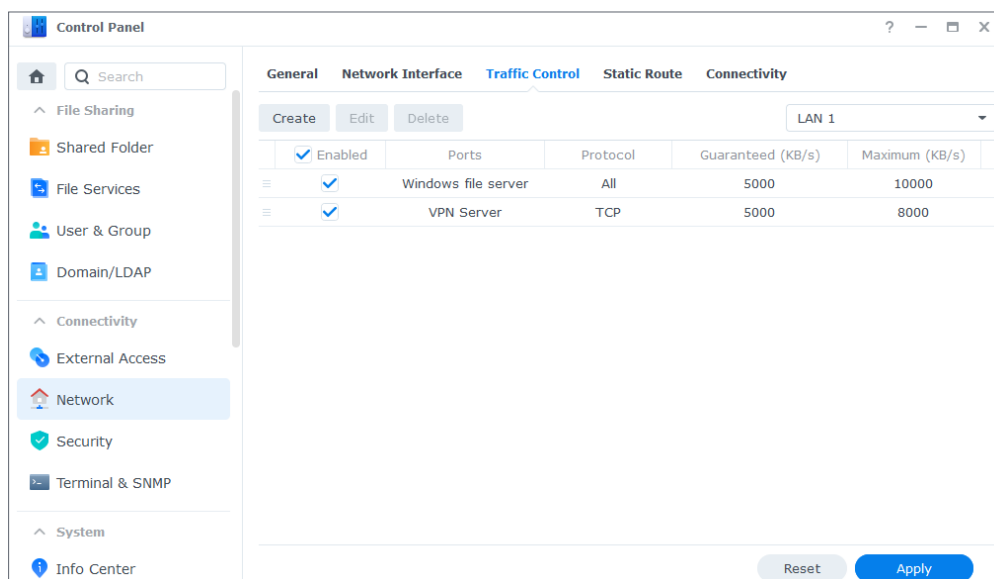 Control Panel
Search
File Sharing
Shared Folder
File Services
User & Group
Domain/LDAP
Connectivity
External Access
Network
Security
Terminal & SNMP
System
Info Center
General Network Interface Traffic Control Static Route Connectivity
Create Edit Delete LAN 1
Enabled Ports Protocol Guaranteed (KB/s) Maximum (KB/s)
Windows file server All 5000 10000
VPN Server TCP 5000 8000
Reset Apply